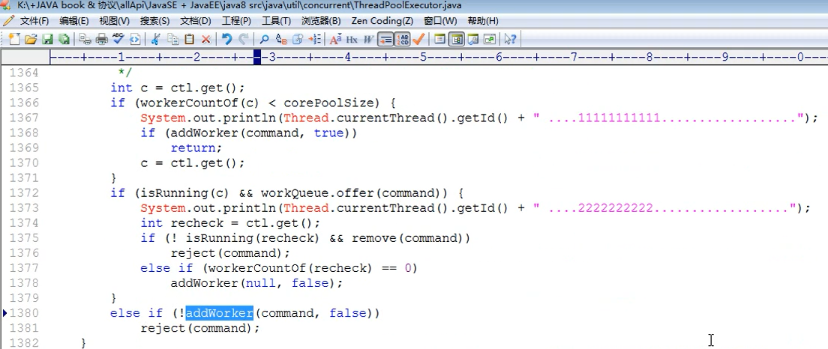 K:\+JAVA book & 协议\allApi\JavaSE + JavaEE\java8 src\java\util\concurrent\ThreadPoolExecutor.java
文件(F) 编辑(E) 视图(V) 搜索(S) 文档(D) 工程(P) 工具(T) 浏览器(B) Zen Coding(Z) 窗口(W) 帮助(H)
----+----1----+----2----+----3----+----4----+----5----+----6----+----7----+----8----+----9----+----0---
1364 */
1365 int c = ctl.get();
1366 if (workerCountOf(c) < corePoolSize) {
1367 System.out.println(Thread.currentThread().getId() + " ....11111111111..................");
1368 if (addWorker(command, true))
1369 return;
1370 c = ctl.get();
1371 }
1372 if (isRunning(c) && workQueue.offer(command)) {
1373 System.out.println(Thread.currentThread().getId() + " ....2222222222..................");
1374 int recheck = ctl.get();
1375 if (! isRunning(recheck) && remove(command))
1376 reject(command);
1377 else if (workerCountOf(recheck) == 0)
1378 addWorker(null, false);
1379 }
1380 else if (!addWorker(command, false))
1381 reject(command);
1382 }